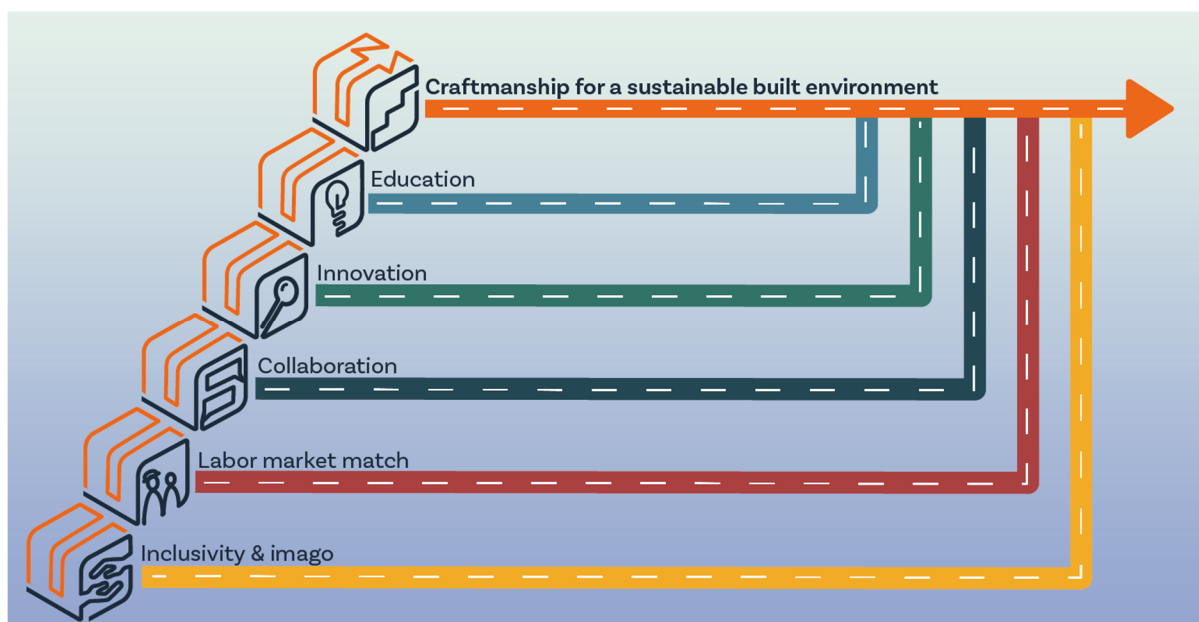 Craftmanship for a sustainable built environment
Education
Innovation
Collaboration
Labor market match
Inclusivity & imago